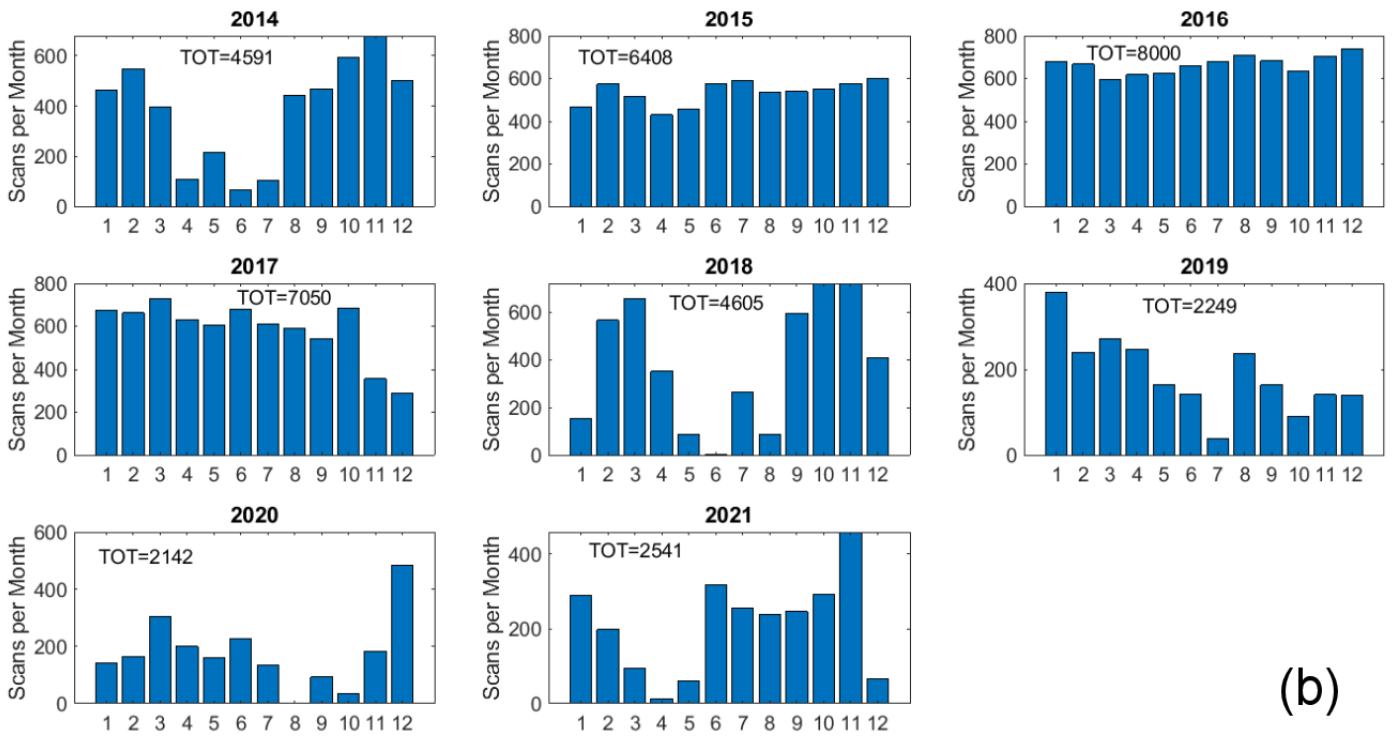 2014
TOT=4591
Scans per Month
600
400
200
0
1 2 3 4 5 6 7 8 9 10 11 12
2015
TOT=6408
Scans per Month
800
600
400
200
0
1 2 3 4 5 6 7 8 9 10 11 12
2016
TOT=8000
Scans per Month
800
600
400
200
0
1 2 3 4 5 6 7 8 9 10 11 12
2017
TOT=7050
Scans per Month
800
600
400
200
0
1 2 3 4 5 6 7 8 9 10 11 12
2018
TOT=4605
Scans per Month
600
400
200
0
1 2 3 4 5 6 7 8 9 10 11 12
2019
TOT=2249
Scans per Month
400
200
0
1 2 3 4 5 6 7 8 9 10 11 12
2020
TOT=2142
Scans per Month
600
400
200
0
1 2 3 4 5 6 7 8 9 10 11 12
2021
TOT=2541
Scans per Month
400
200
0
1 2 3 4 5 6 7 8 9 10 11 12
(b)